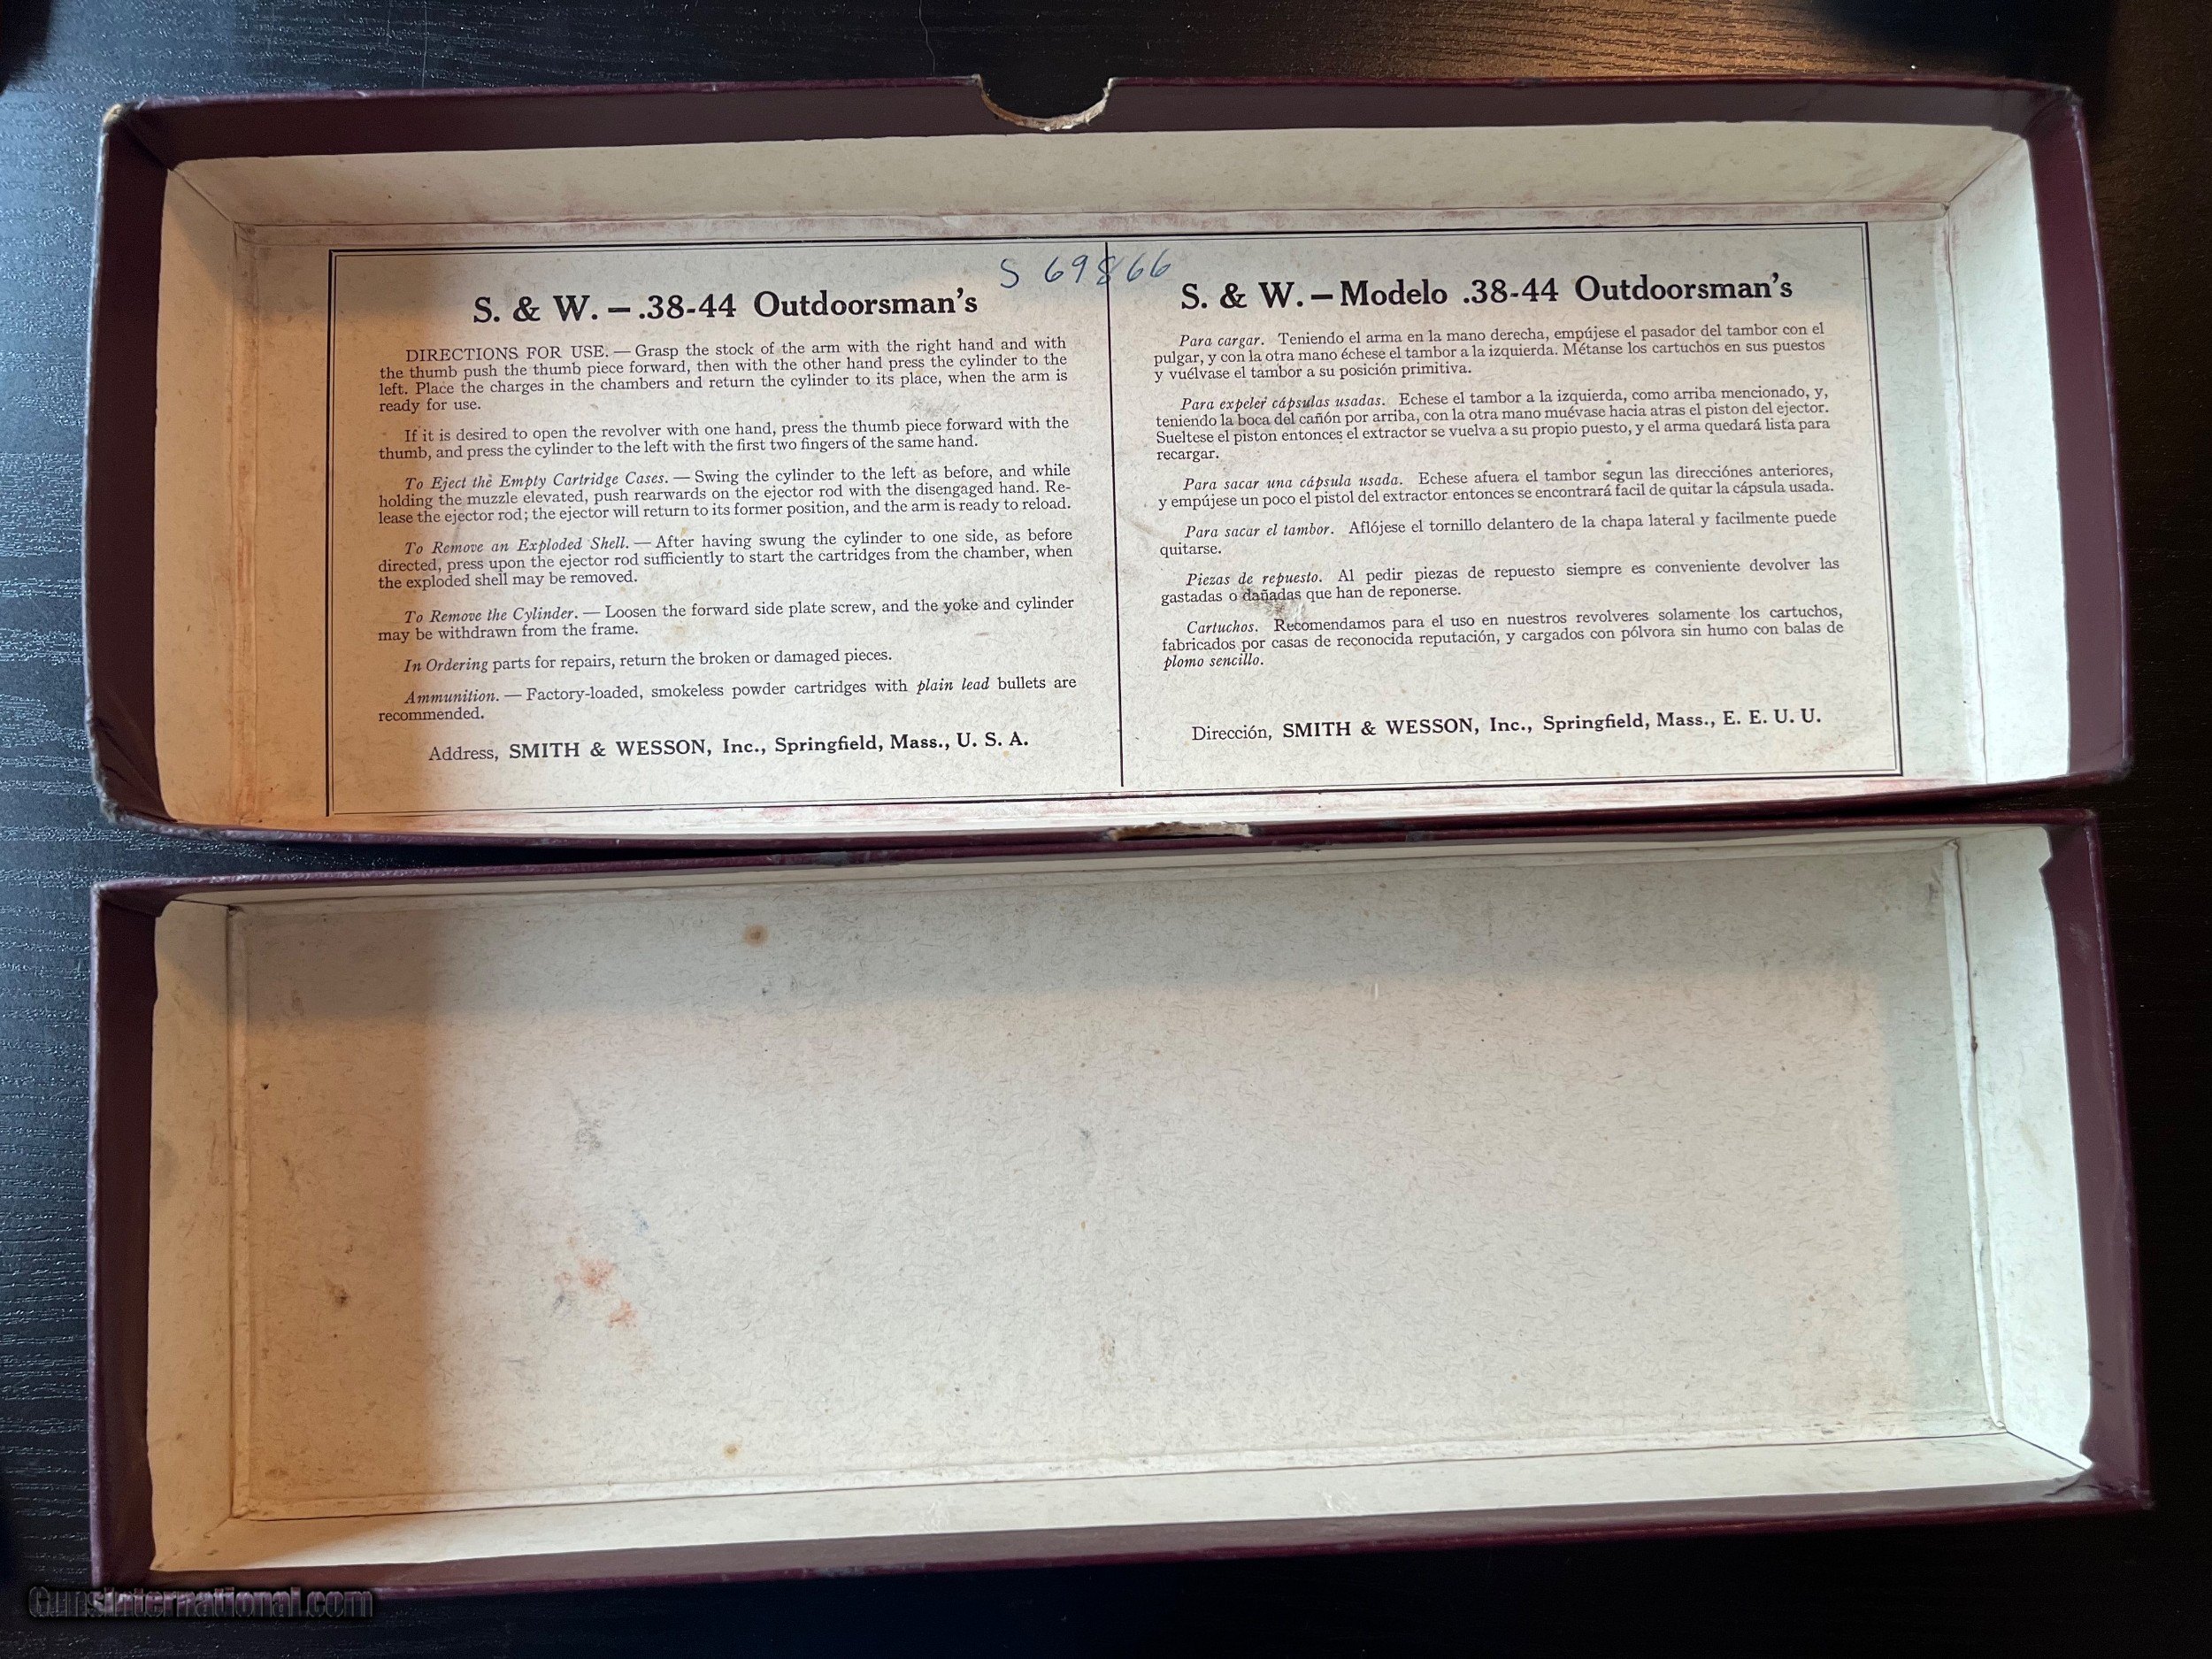 S 69866
S. & W. — .38-44 Outdoorsman's
DIRECTIONS FOR USE. — Grasp the stock of the arm with the right hand and with
the thumb push the thumb piece forward, then with the other hand press the cylinder to the
left. Place the charges in the chambers and return the cylinder to its place, when the arm is
ready for use.
If it is desired to open the revolver with one hand, press the thumb piece forward with the
thumb, and press the cylinder to the left with the first two fingers of the same hand.
To Eject the Empty Cartridge Cases. — Swing the cylinder to the left as before, and while
holding the muzzle elevated, push rearwards on the ejector rod with the disengaged hand. Re-
lease the ejector rod; the ejector will return to its former position, and the arm is ready to reload.
To Remove an Exploded Shell. — After having swung the cylinder to one side, as before
directed, press upon the ejector rod sufficiently to start the cartridges from the chamber, when
the exploded shell may be removed.
To Remove the Cylinder. — Loosen the forward side plate screw, and the yoke and cylinder
may be withdrawn from the frame.
In Ordering parts for repairs, return the broken or damaged pieces.
Ammunition. — Factory-loaded, smokeless powder cartridges with plain lead bullets are
recommended.
Address, SMITH & WESSON, Inc., Springfield, Mass., U. S. A.
S. & W. — Modelo .38-44 Outdoorsman's
Para cargar. Teniendo el arma en la mano derecha, empújese el pasador del tambor con el
pulgar, y con la otra mano échese el tambor a la izquierda. Métanse los cartuchos en sus puestos
y vuélvase el tambor a su posición primitiva.
Para expeler cápsulas usadas. Echese el tambor a la izquierda, como arriba mencionado, y,
teniendo la boca del cañón por arriba, con la otra mano muévase hacia atras el piston del ejector.
Sueltese el piston entonces el extractor se vuelva a su propio puesto, y el arma quedará lista para
recargar.
Para sacar una cápsula usada. Echese afuera el tambor segun las direcciónes anteriores,
y empújese un poco el pistol del extractor entonces se encontrará facil de quitar la cápsula usada.
Para sacar el tambor. Aflójese el tornillo delantero de la chapa lateral y facilmente puede
quitarse.
Piezas de repuesto. Al pedir piezas de repuesto siempre es conveniente devolver las
gastadas o dañadas que han de reponerse.
Cartuchos. Recomendamos para el uso en nuestros revolveres solamente los cartuchos,
fabricados por casas de reconocida reputación, y cargados con pólvora sin humo con balas de
plomo sencillo.
Dirección, SMITH & WESSON, Inc., Springfield, Mass., E. E. U. U.
GunsInternational.com